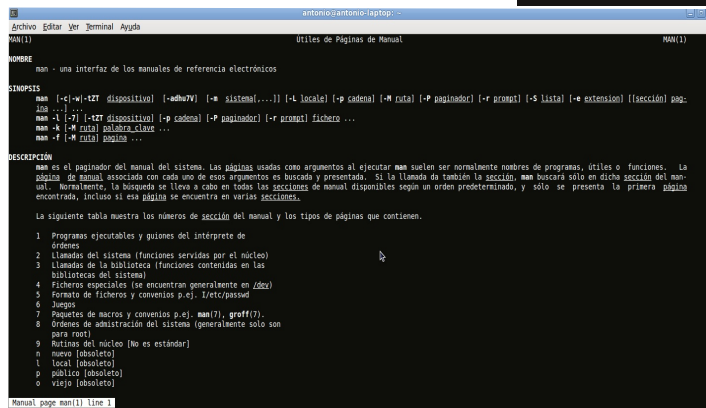 antonio@antonio-laptop: ~
Archivo Editar Ver Terminal Ayuda
MAN(1) Útiles de Páginas de Manual MAN(1)
NOMBRE
man - una interfaz de los manuales de referencia electrónicos
SINOPSIS
man [-c|-w|-tZT dispositivo] [-adhu7V] [-m sistema[,...]] [-L locale] [-p cadena] [-M ruta] [-P paginador] [-r prompt] [-S lista] [-e extension] [[sección] pag-
ina ...] ...
man -l [-7] [-tZT dispositivo] [-p cadena] [-P paginador] [-r prompt] fichero ...
man -k [-M ruta] palabra_clave ...
man -f [-M ruta] pagina ...
DESCRIPCIÓN
man es el paginador del manual del sistema. Las páginas usadas como argumentos al ejecutar man suelen ser normalmente nombres de programas, útiles o funciones. La
página de manual associada con cada uno de esos argumentos es buscada y presentada. Si la llamada da también la sección, man buscará sólo en dicha sección del man-
ual. Normalmente, la búsqueda se lleva a cabo en todas las secciones de manual disponibles según un orden predeterminado, y sólo se presenta la primera página
encontrada, incluso si esa página se encuentra en varias secciones.
La siguiente tabla muestra los números de sección del manual y los tipos de páginas que contienen.
1 Programas ejecutables y guiones del intérprete de
órdenes
2 Llamadas del sistema (funciones servidas por el núcleo)
3 Llamadas de la biblioteca (funciones contenidas en las
bibliotecas del sistema)
4 Ficheros especiales (se encuentran generalmente en /dev)
5 Formato de ficheros y convenios p.ej. I/etc/passwd
6 Juegos
7 Paquetes de macros y convenios p.ej. man(7), groff(7).
8 Órdenes de admistración del sistema (generalmente solo son
para root)
9 Rutinas del núcleo [No es estándar]
n nuevo [obsoleto]
l local [obsoleto]
p público [obsoleto]
o viejo [obsoleto]
Manual page man(1) line 1